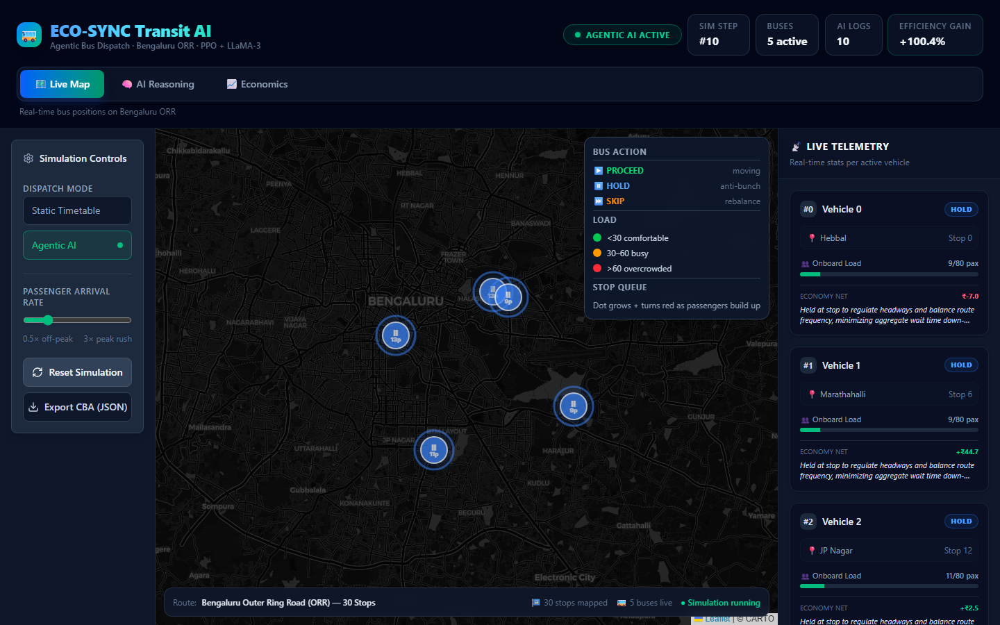 ECO-SYNC Transit AI
Agentic Bus Dispatch · Bengaluru ORR · PPO + LLaMA-3
AGENTIC AI ACTIVE
SIM STEP
#10
BUSES
5 active
AI LOGS
10
EFFICIENCY GAIN
+100.4%
Live Map
AI Reasoning
Economics
Real-time bus positions on Bengaluru ORR
Simulation Controls
DISPATCH MODE
Static Timetable
Agentic AI
PASSENGER ARRIVAL
RATE
0.5× off-peak
3× peak rush
Reset Simulation
Export CBA (JSON)
Chikkabidarakallu
HEBBAL
HENNUR
PEENYA
RT NAGAR
BANASWADI
LAGGERE
FRAZER
TOWN
HEROHALLI
BENGALURU
NAGARABHAVI
VIJAYA
NAGAR
Valepura
Mailasandra
JP NAGAR
GUNJUR
UTTARAHALLI
HARALUR
KUDLU
Gubbalala
KONANAKUNTE
Sompura
BEGURU
Gattahalli
Yamare
Agara
Electronic City
13p
9p
11p
BUS ACTION
PROCEED
moving
HOLD
anti-bunch
SKIP
rebalance
LOAD
<30 comfortable
30–60 busy
>60 overcrowded
STOP QUEUE
Dot grows + turns red as passengers build up
Route: Bengaluru Outer Ring Road (ORR) — 30 Stops
30 stops mapped
5 buses live
Simulation running
Leaflet | © CARTO
LIVE TELEMETRY
Real-time stats per active vehicle
#0 Vehicle 0 HOLD
Hebbal Stop 0
Onboard Load 9/80 pax
ECONOMY NET ₹-7.0
Held at stop to regulate headways and balance route
frequency, minimizing aggregate wait time down-...
#1 Vehicle 1 HOLD
Marathahalli Stop 6
Onboard Load 9/80 pax
ECONOMY NET +₹44.7
Held at stop to regulate headways and balance route
frequency, minimizing aggregate wait time down-...
#2 Vehicle 2 HOLD
JP Nagar Stop 12
Onboard Load 11/80 pax
ECONOMY NET +₹2.5
Held at stop to regulate headways and balance route